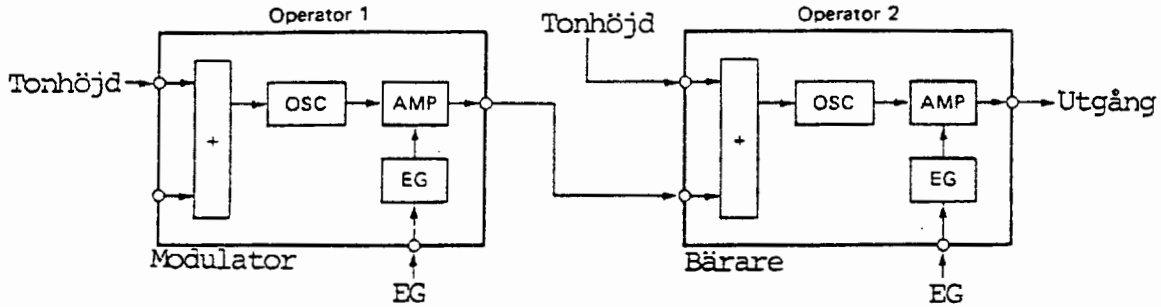 Operator 1
Operator 2
Tonhöjd
Tonhöjd
+
OSC
AMP
EG
+
OSC
AMP
EG
Utgång
Modulator
Bärare
EG
EG